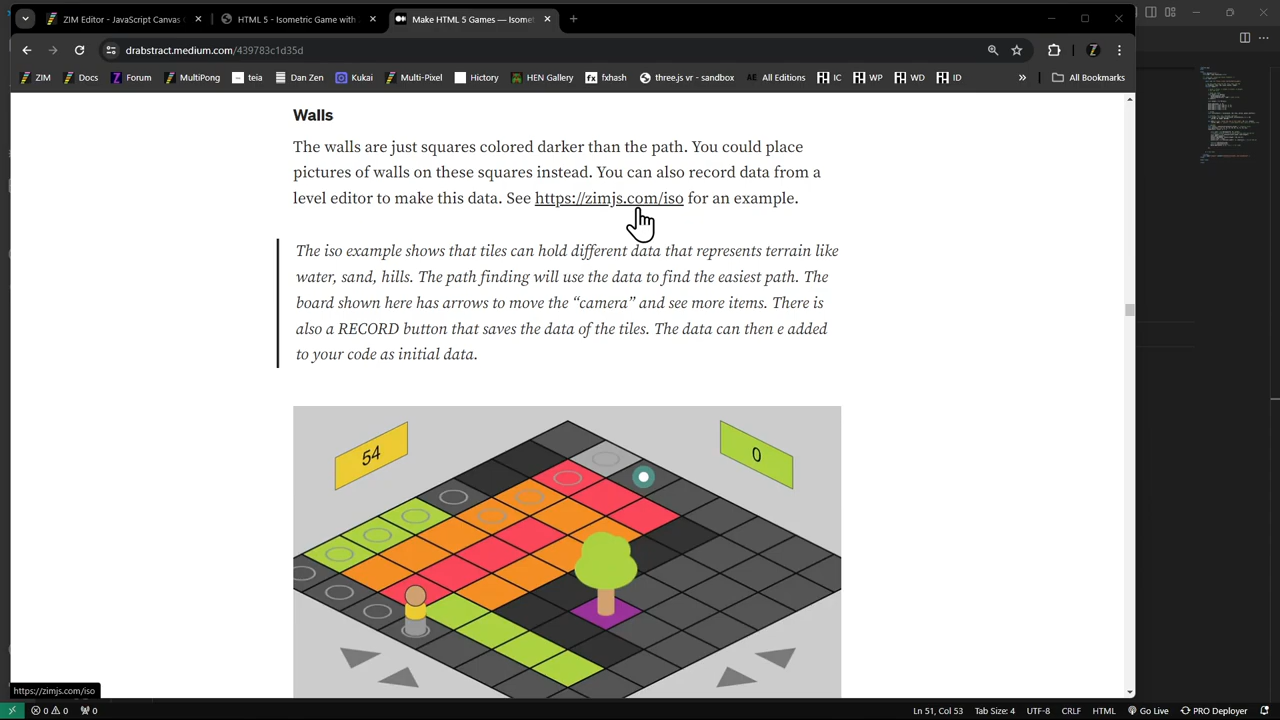 ZIM Editor - JavaScript Canvas
HTML 5 - Isometric Game with
Make HTML 5 Games — Isome
drabstract.medium.com/439783c1d35d
ZIM
Docs
Forum
MultiPong
teia
Dan Zen
Kukai
Multi-Pixel
Hictory
HEN Gallery
fxhash
three.js vr - sandbox
All Editions
IC
WP
WD
ID
All Bookmarks
Walls
The walls are just squares colored darker than the path. You could place
pictures of walls on these squares instead. You can also record data from a
level editor to make this data. See https://zimjs.com/iso for an example.
The iso example shows that tiles can hold different data that represents terrain like
water, sand, hills. The path finding will use the data to find the easiest path. The
board shown here has arrows to move the “camera” and see more items. There is
also a RECORD button that saves the data of the tiles. The data can then e added
to your code as initial data.
54
0
https://zimjs.com/iso
0 0 0
Ln 51, Col 53
Tab Size: 4
UTF-8
CRLF
HTML
Go Live
PRO Deployer